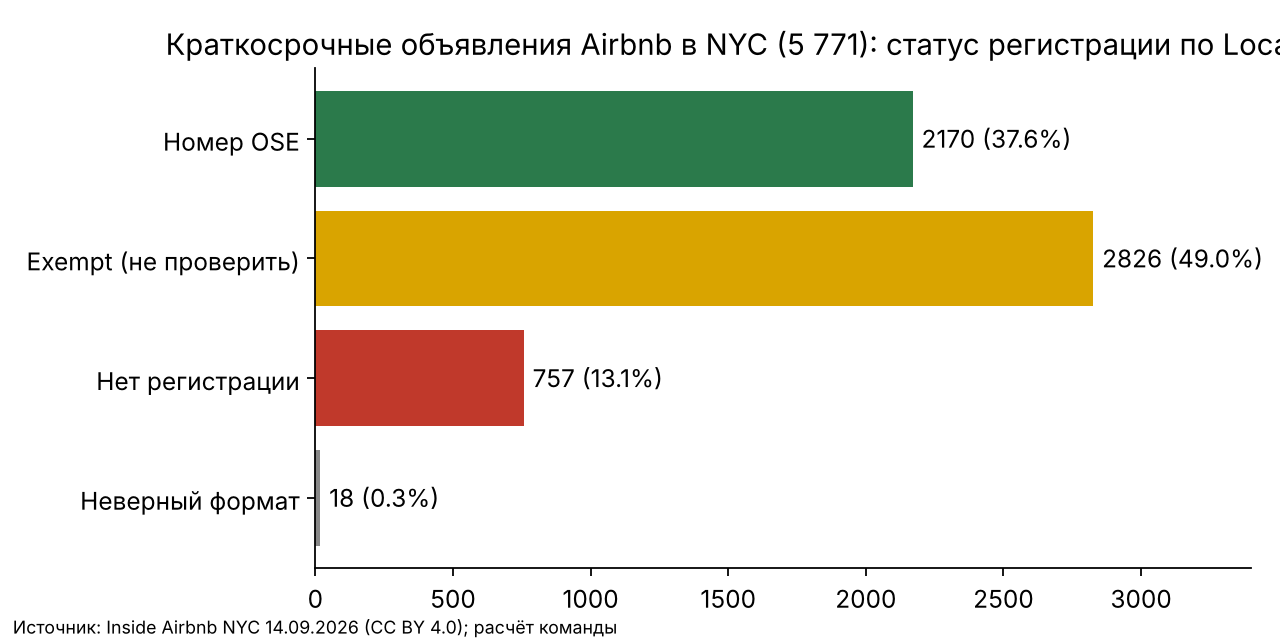 Краткосрочные объявления Airbnb в NYC (5 771): статус регистрации по Loca
Номер OSE
2170 (37.6%)
Exempt (не проверить)
2826 (49.0%)
Нет регистрации
757 (13.1%)
Неверный формат
18 (0.3%)
0 500 1000 1500 2000 2500 3000
Источник: Inside Airbnb NYC 14.09.2026 (CC BY 4.0); расчёт команды